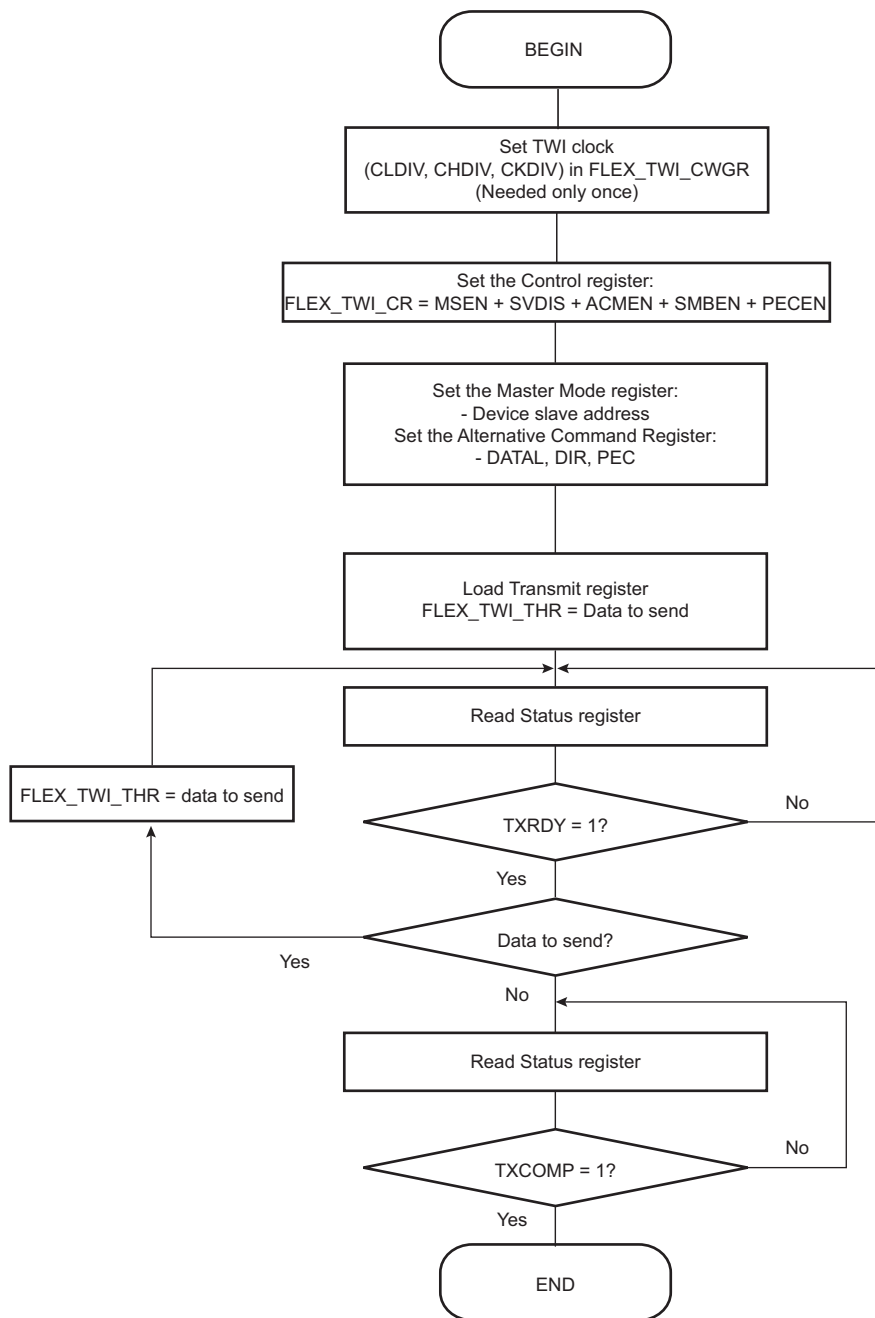 BEGIN
Set TWI clock
(CLDIV, CHDIV, CKDIV) in FLEX_TWI_CWGR
(Needed only once)
Set the Control register:
FLEX_TWI_CR = MSEN + SVDIS + ACMEN + SMBEN + PECEN
Set the Master Mode register:
- Device slave address
Set the Alternative Command Register:
- DATAL, DIR, PEC
Load Transmit register
FLEX_TWI_THR = Data to send
Read Status register
FLEX_TWI_THR = data to send
TXRDY = 1?
No
Yes
Data to send?
Yes
No
Read Status register
TXCOMP = 1?
No
Yes
END